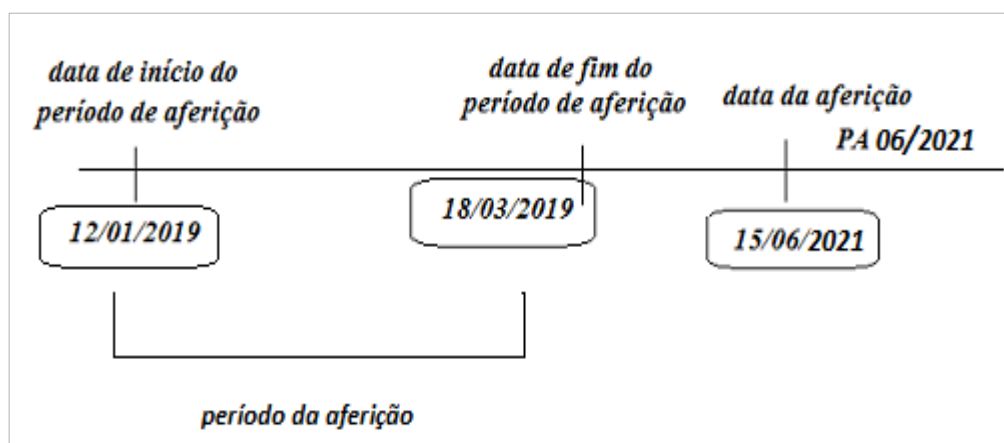 data de início do
período de aferição
data de fim do
período de aferição
data da aferição
PA 06/2021
12/01/2019
18/03/2019
15/06/2021
período da aferição